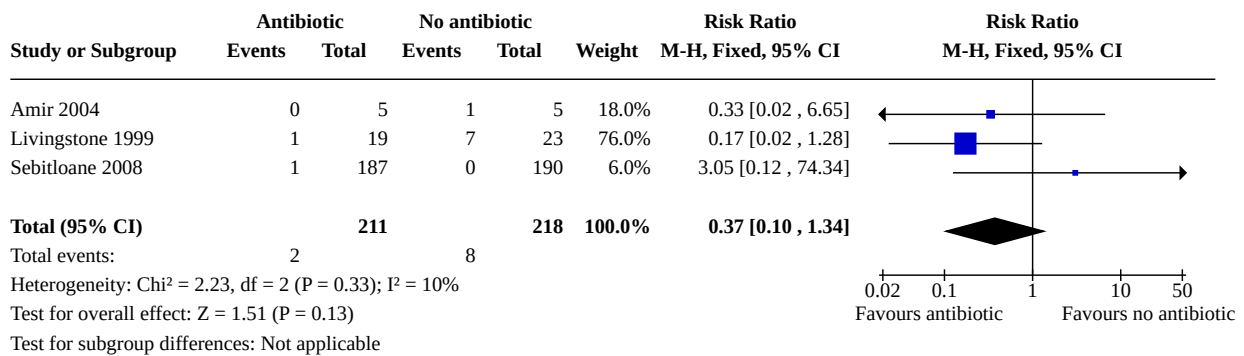 Antibiotic No antibiotic Risk Ratio Risk Ratio
Study or Subgroup Events Total Events Total Weight M-H, Fixed, 95% CI M-H, Fixed, 95% CI
Amir 2004 0 5 1 5 18.0% 0.33 [0.02 , 6.65]
Livingstone 1999 1 19 7 23 76.0% 0.17 [0.02 , 1.28]
Sebitloane 2008 1 187 0 190 6.0% 3.05 [0.12 , 74.34]
Total (95% CI) 211 218 100.0% 0.37 [0.10 , 1.34]
Total events: 2 8
Heterogeneity: Chi² = 2.23, df = 2 (P = 0.33); I² = 10%
0.02 0.1 1 10 50
Test for overall effect: Z = 1.51 (P = 0.13) Favours antibiotic Favours no antibiotic
Test for subgroup differences: Not applicable